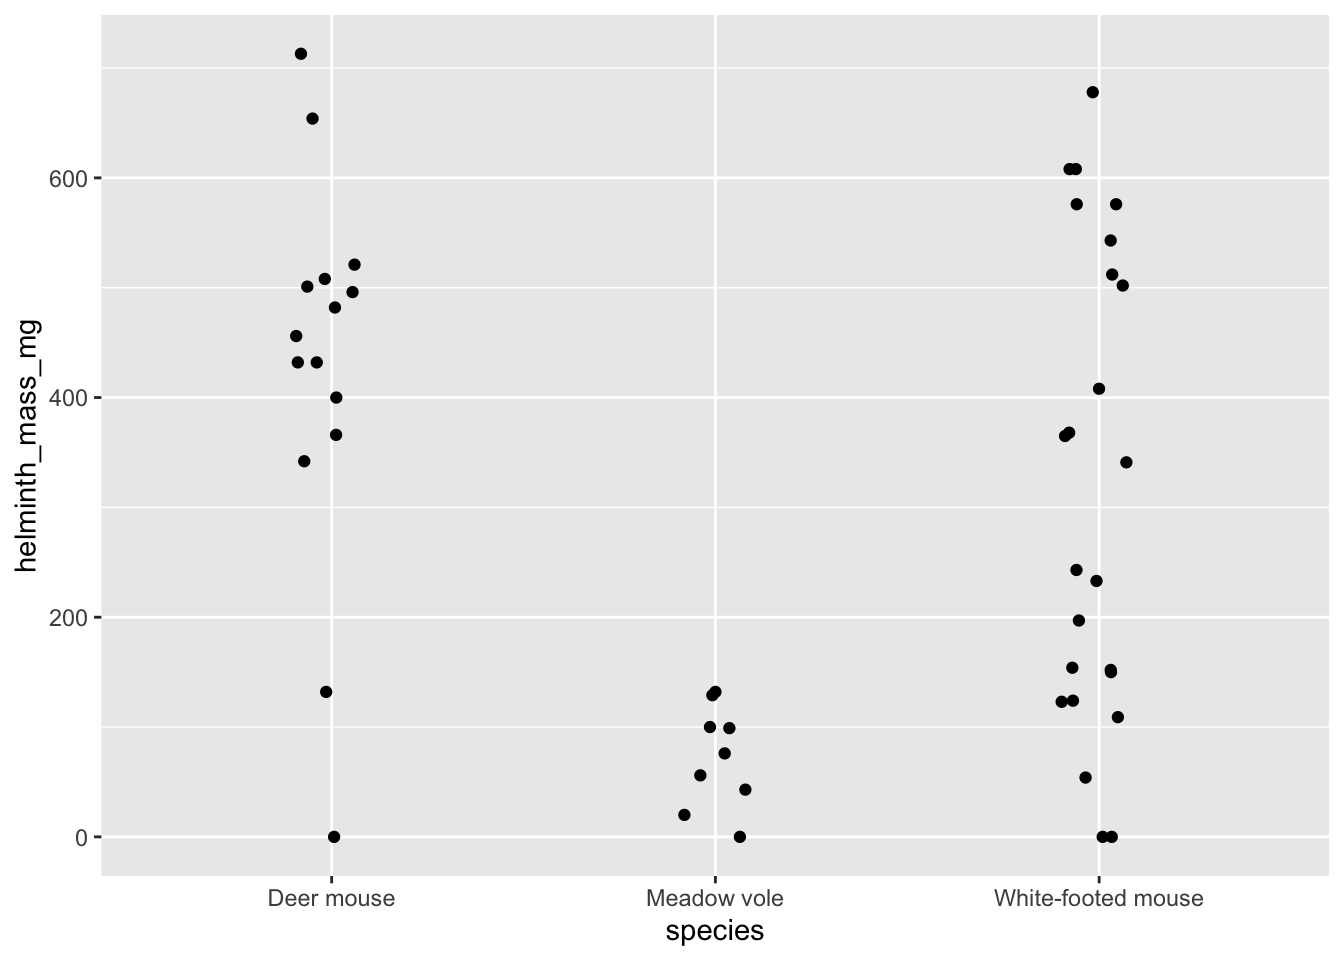 helminth_mass_mg
600
400
200
0
Deer mouse
Meadow vole
White-footed mouse
species